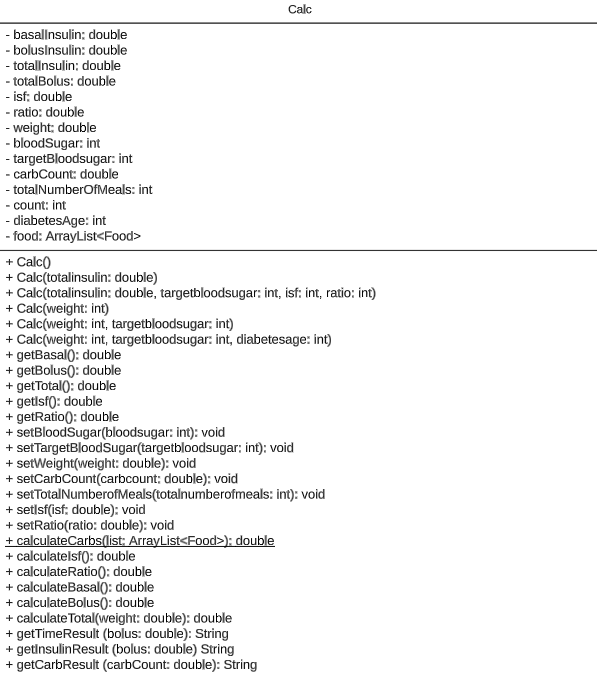 Calc
- basalInsulin: double
- bolusInsulin: double
- totalInsulin: double
- totalBolus: double
- isf: double
- ratio: double
- weight: double
- bloodSugar: int
- targetBloodsugar: int
- carbCount: double
- totalNumberOfMeals: int
- count: int
- diabetesAge: int
- food: ArrayList<Food>
+ Calc()
+ Calc(totalinsulin: double)
+ Calc(totalinsulin: double, targetbloodsugar: int, isf: int, ratio: int)
+ Calc(weight: int)
+ Calc(weight: int, targetbloodsugar: int)
+ Calc(weight: int, targetbloodsugar: int, diabetesage: int)
+ getBasal(): double
+ getBolus(): double
+ getTotal(): double
+ getIsf(): double
+ getRatio(): double
+ setBloodSugar(bloodsugar: int): void
+ setTargetBloodSugar(targetbloodsugar: int): void
+ setWeight(weight: double): void
+ setCarbCount(carbcount: double): void
+ setTotalNumberofMeals(totalnumberofmeals: int): void
+ setIsf(isf: double): void
+ setRatio(ratio: double): void
+ calculateCarbs(list: ArrayList<Food>): double
+ calculateIsf(): double
+ calculateRatio(): double
+ calculateBasal(): double
+ calculateBolus(): double
+ calculateTotal(weight: double): double
+ getTimeResult (bolus: double): String
+ getInsulinResult (bolus: double) String
+ getCarbResult (carbCount: double): String